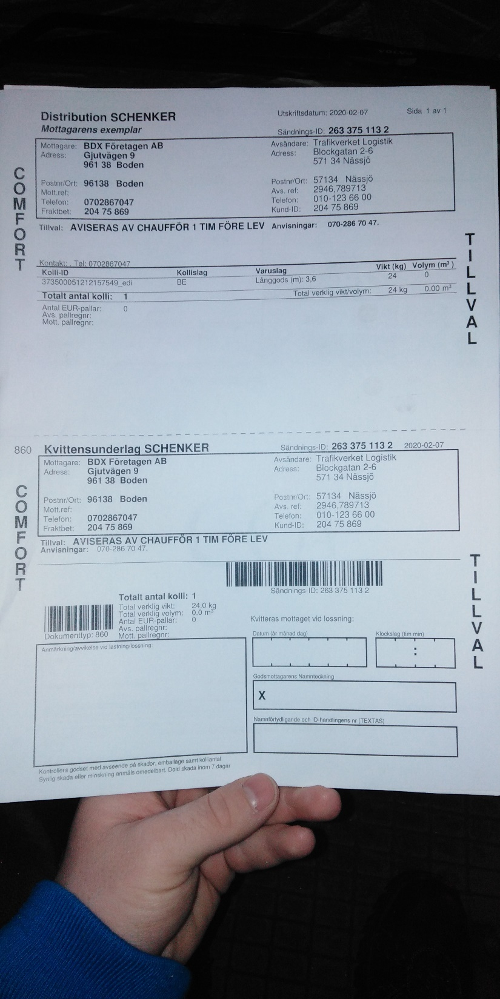 Utskriftsdatum: 2020-02-07 Sida 1 av 1
Distribution SCHENKER
Mottagarens exemplar
Sändnings-ID: 263 375 113 2
COMFORT
Mottagare: BDX Företagen AB
Adress: Gjutvägen 9
961 38 Boden
Postnr/Ort: 96138 Boden
Mott.ref:
Telefon: 0702867047
Fraktbet: 204 75 869
Avsändare: Trafikverket Logistik
Adress: Blockgatan 2-6
571 34 Nässjö
Postnr/Ort: 57134 Nässjö
Avs. ref: 2946,789713
Telefon: 010-123 66 00
Kund-ID: 204 75 869
Tillval: AVISERAS AV CHAUFFÖR 1 TIM FÖRE LEV Anvisningar: 070-286 70 47.
TILLVAL
Kontakt: . Tel: 0702867047
Kolli-ID Kollislag Varuslag Vikt (kg) Volym (m³)
373500051212157549_edi BE Långgods (m): 3,6 24 0
Totalt antal kolli: 1 Total verklig vikt/volym: 24 kg 0.00 m³
Antal EUR-pallar: 0
Avs. pallregnr:
Mott. pallregnr:
860 Kvittensunderlag SCHENKER Sändnings-ID: 263 375 113 2 2020-02-07
COMFORT
Mottagare: BDX Företagen AB
Adress: Gjutvägen 9
961 38 Boden
Postnr/Ort: 96138 Boden
Mott.ref:
Telefon: 0702867047
Fraktbet: 204 75 869
Avsändare: Trafikverket Logistik
Adress: Blockgatan 2-6
571 34 Nässjö
Postnr/Ort: 57134 Nässjö
Avs. ref: 2946,789713
Telefon: 010-123 66 00
Kund-ID: 204 75 869
Tillval: AVISERAS AV CHAUFFÖR 1 TIM FÖRE LEV
Anvisningar: 070-286 70 47.
TILLVAL
Sändnings-ID: 263 375 113 2
Totalt antal kolli: 1
Total verklig vikt: 24.0 kg
Total verklig volym: 0.0 m³
Antal EUR-pallar: 0
Avs. pallregnr:
Mott. pallregnr:
Dokumenttyp: 860
Kvitteras mottaget vid lossning:
Datum (år månad dag) Klockslag (tim min)
:
Anmärkning/avvikelse vid lastning/lossning:
Godsmottagarens Namnteckning
X
Namnförtydligande och ID-handlingens nr (TEXTAS)
Kontrollera godset med avseende på skador, emballage samt kolliantal
Synlig skada eller minskning anmäls omedelbart. Dold skada inom 7 dagar